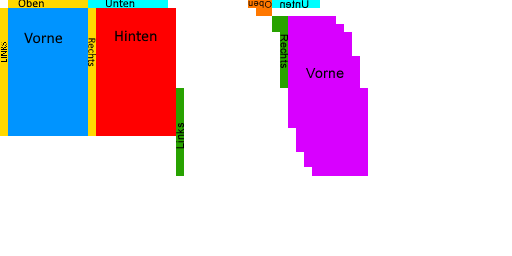 Oben
Unten
Oben
Unten
LINKS
Vorne
Rechts
Hinten
Links
Rechts
Vorne